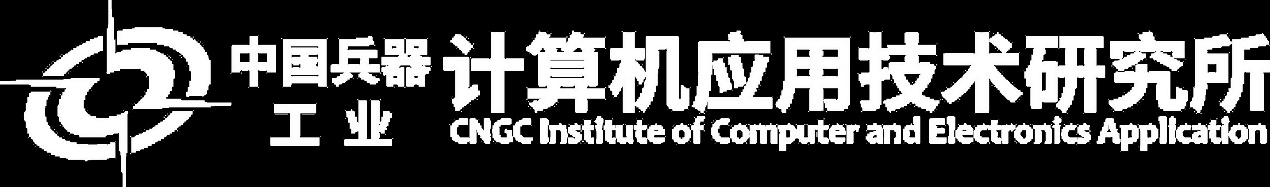 中国兵器
工业
计算机应用技术研究所
CNGC Institute of Computer and Electronics Application